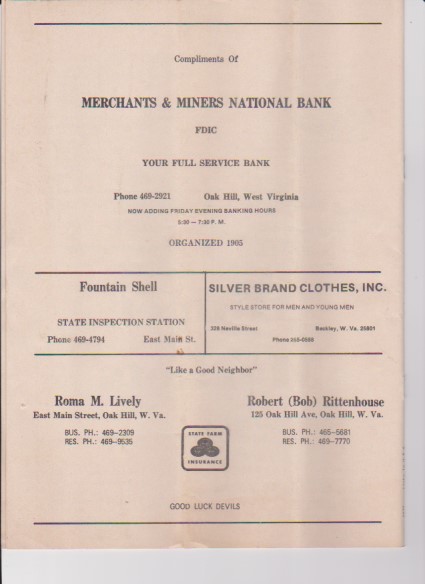 Compliments Of
MERCHANTS & MINERS NATIONAL BANK
FDIC
YOUR FULL SERVICE BANK
Phone 469-2921 Oak Hill, West Virginia
NOW ADDING FRIDAY EVENING BANKING HOURS
5:00 — 7:30 P. M.
ORGANIZED 1905
Fountain Shell
STATE INSPECTION STATION
Phone 469-4794 East Main St.
SILVER BRAND CLOTHES, INC.
STYLE STORE FOR MEN AND YOUNG MEN
Neville Street Beckley, W. Va. 25801
Phone
"Like a Good Neighbor"
Roma M. Lively
East Main Street, Oak Hill, W. Va.
BUS. PH.: 469-2309
RES. PH.: 469-9535
STATE FARM
INSURANCE
Robert (Bob) Rittenhouse
125 Oak Hill Ave, Oak Hill, W. Va.
BUS. PH.: 465-5681
RES. PH.: 469-7770
GOOD LUCK DEVILS